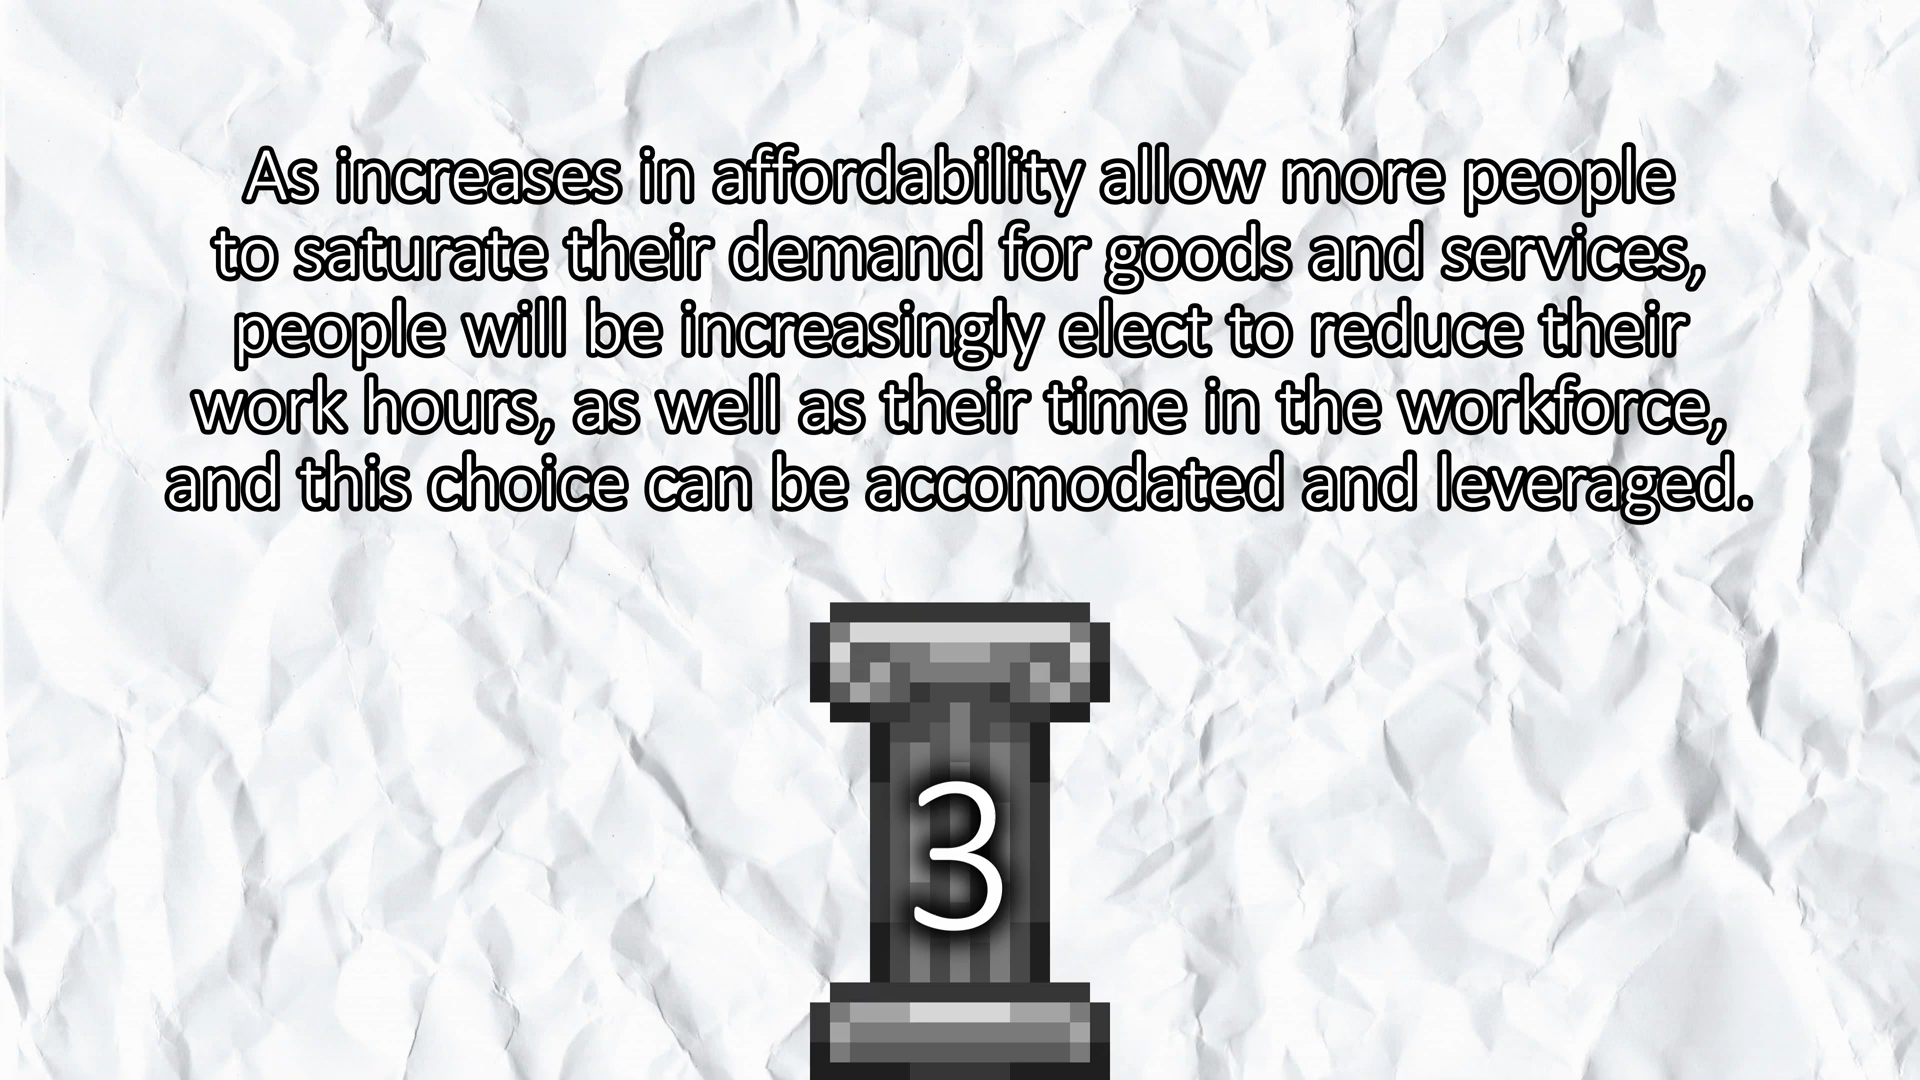 As increases in affordability allow more people
to saturate their demand for goods and services,
people will be increasingly elect to reduce their
work hours, as well as their time in the workforce,
and this choice can be accomodated and leveraged.
3